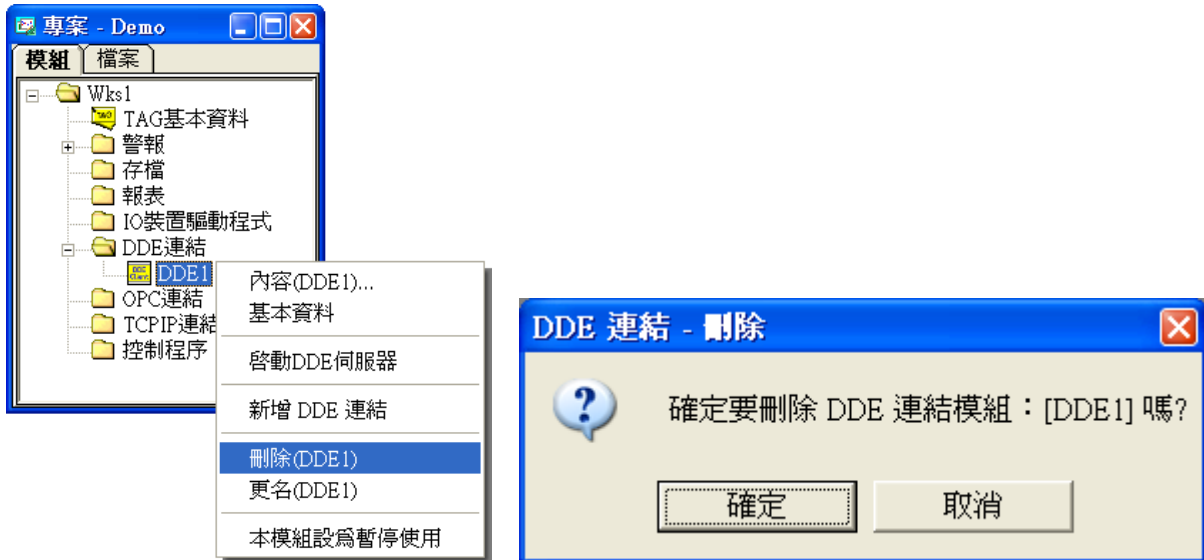 專案 - Demo
模組 檔案
Wks1
TAG基本資料
警報
存檔
報表
IO裝置驅動程式
DDE連結
DDE1
OPC連結
TCPIP連結
控制程序
內容(DDE1)...
基本資料
啓動DDE伺服器
新增 DDE 連結
刪除(DDE1)
更名(DDE1)
本模組設爲暫停使用
DDE 連結 - 刪除
確定要刪除 DDE 連結模組：[DDE1] 嗎?
確定 取消